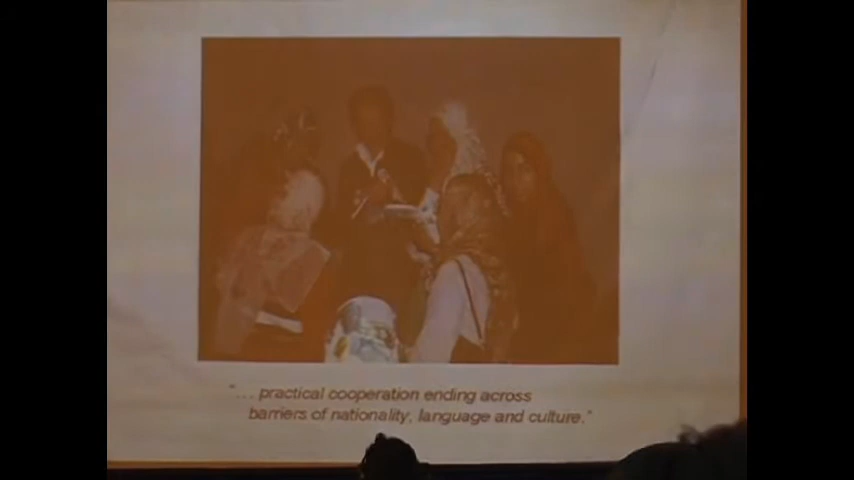 "... practical cooperation ending across
barriers of nationality, language and culture."